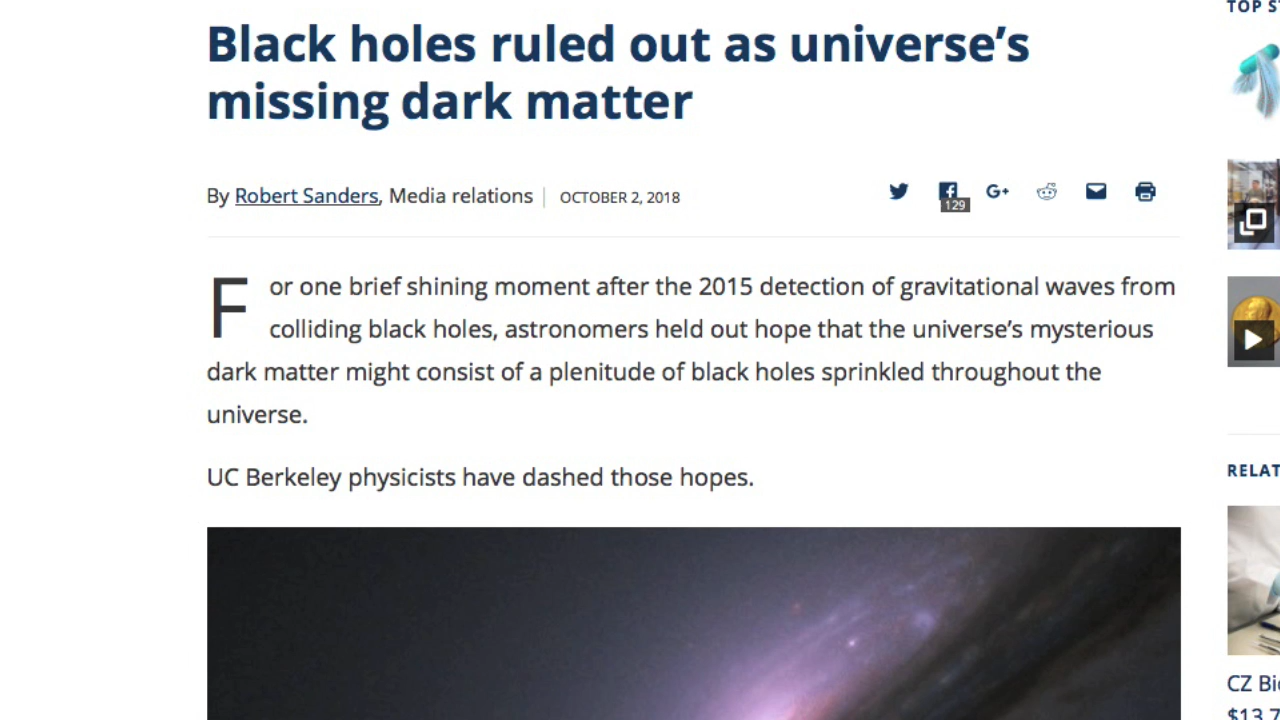 Black holes ruled out as universe’s
missing dark matter
By Robert Sanders, Media relations
OCTOBER 2, 2018
129
For one brief shining moment after the 2015 detection of gravitational waves from
colliding black holes, astronomers held out hope that the universe’s mysterious
dark matter might consist of a plenitude of black holes sprinkled throughout the
universe.
UC Berkeley physicists have dashed those hopes.
TOP S
RELAT
CZ Bi
$13.7